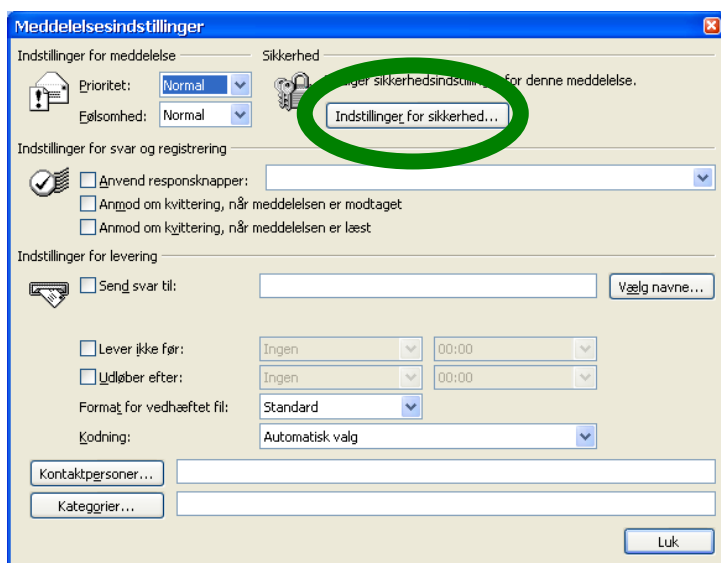 Meddelelsesindstillinger
Indstillinger for meddelelse
Sikkerhed
Prioritet: Normal
sikkerhedsindstillinger for denne meddelelse.
Følsomhed: Normal
Indstillinger for sikkerhed...
Indstillinger for svar og registrering
Anvend responsknapper:
Anmod om kvittering, når meddelelsen er modtaget
Anmod om kvittering, når meddelelsen er læst
Indstillinger for levering
Send svar til:
Vælg navne...
Lever ikke før: Ingen 00:00
Udløber efter: Ingen 00:00
Format for vedhæftet fil: Standard
Kodning: Automatisk valg
Kontaktpersoner...
Kategorier...
Luk